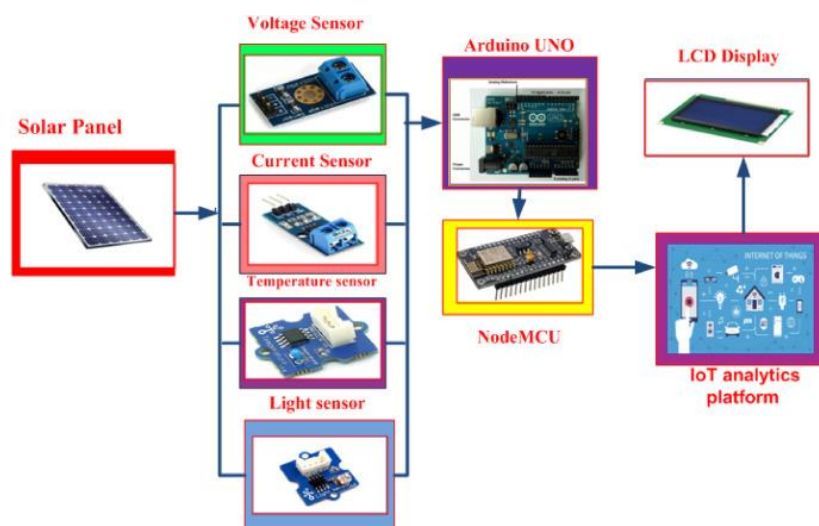 Voltage Sensor
Arduino UNO
LCD Display
Solar Panel
Current Sensor
Temperature sensor
Light sensor
NodeMCU
INTERNET OF THINGS
IoT analytics
platform